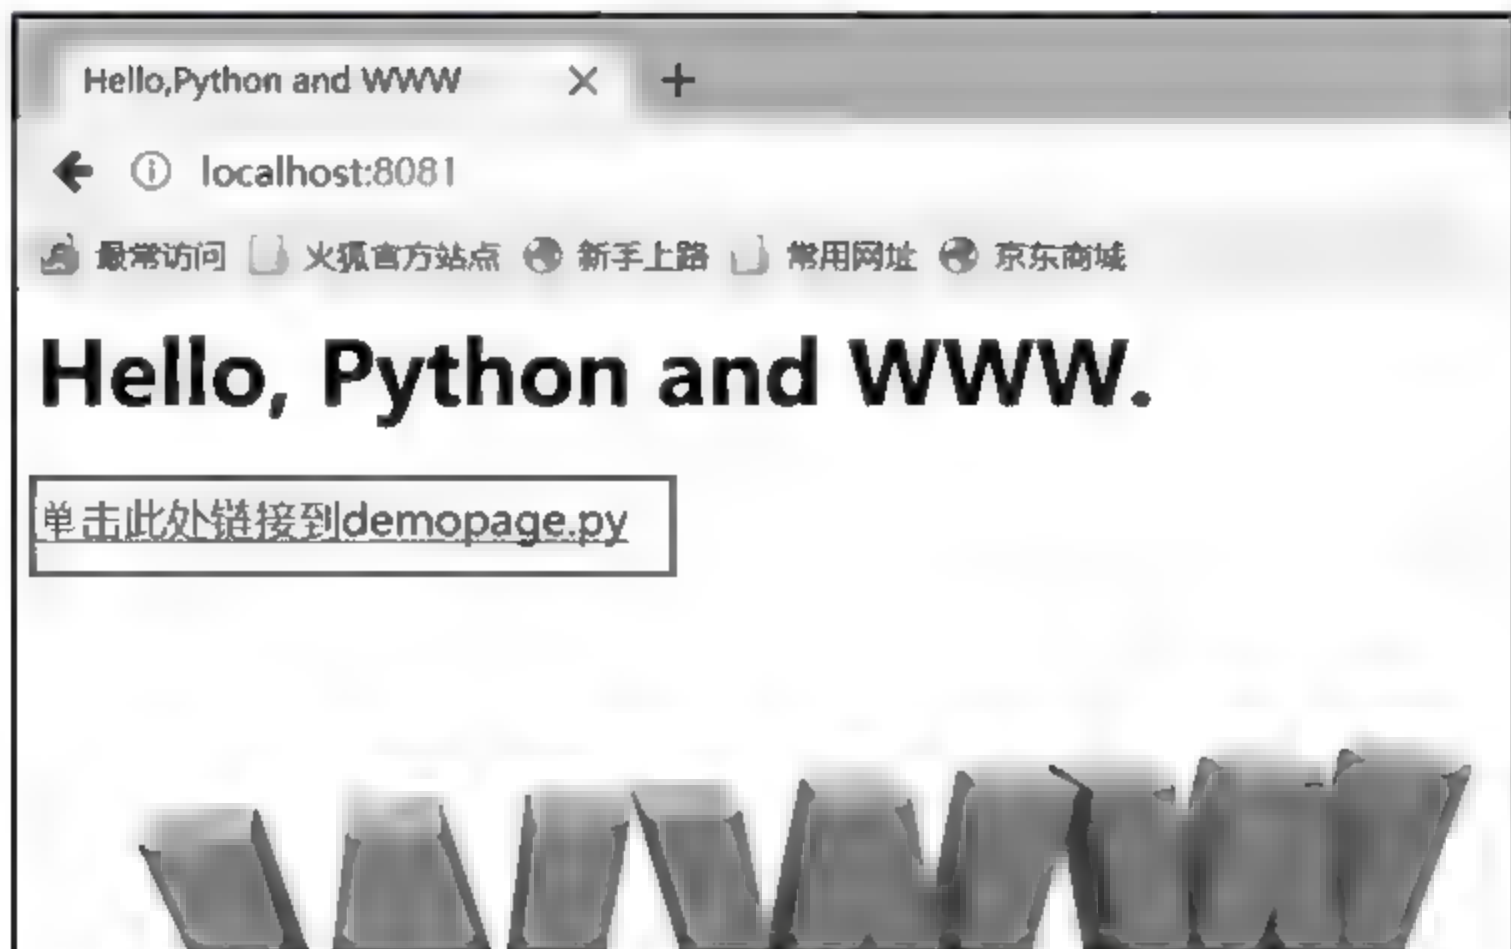 Hello,Python and WWW
localhost:8081
最常访问 火狐官方站点 新手上路 常用网址 京东商城
Hello, Python and WWW.
单击此处链接到demopage.py
WWW